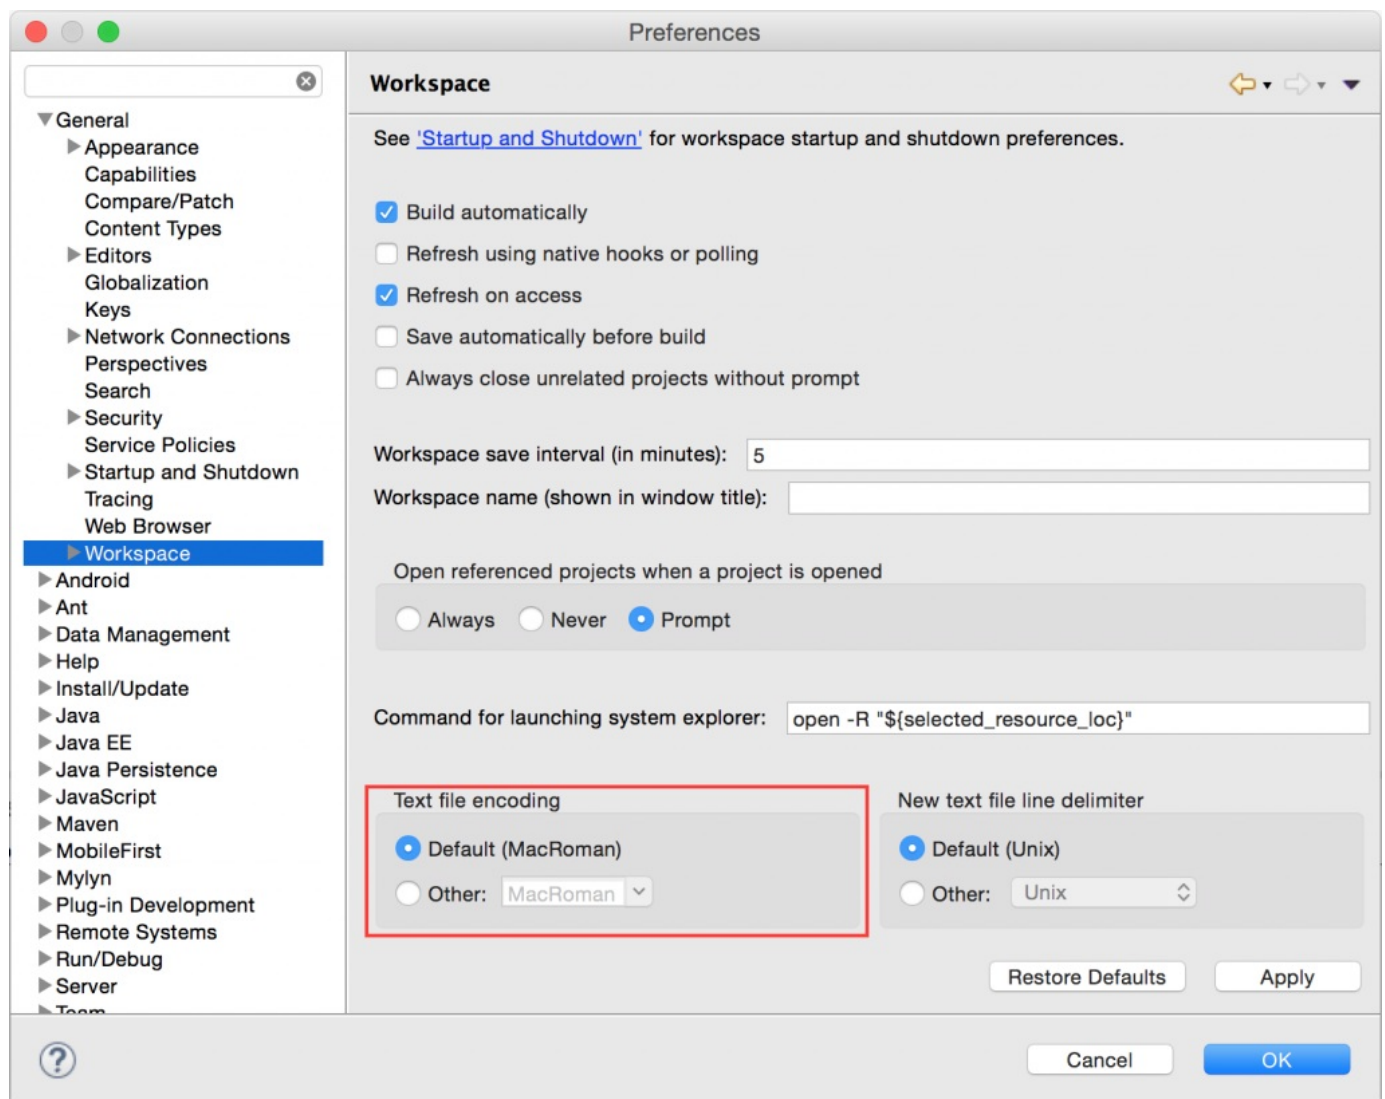 Preferences
General
Appearance
Capabilities
Compare/Patch
Content Types
Editors
Globalization
Keys
Network Connections
Perspectives
Search
Security
Service Policies
Startup and Shutdown
Tracing
Web Browser
Workspace
Android
Ant
Data Management
Help
Install/Update
Java
Java EE
Java Persistence
JavaScript
Maven
MobileFirst
Mylyn
Plug-in Development
Remote Systems
Run/Debug
Server
Team
Workspace
See 'Startup and Shutdown' for workspace startup and shutdown preferences.
Build automatically
Refresh using native hooks or polling
Refresh on access
Save automatically before build
Always close unrelated projects without prompt
Workspace save interval (in minutes): 5
Workspace name (shown in window title):
Open referenced projects when a project is opened
Always Never Prompt
Command for launching system explorer: open -R "${selected_resource_loc}"
Text file encoding
Default (MacRoman)
Other: MacRoman
New text file line delimiter
Default (Unix)
Other: Unix
Restore Defaults Apply
? Cancel OK